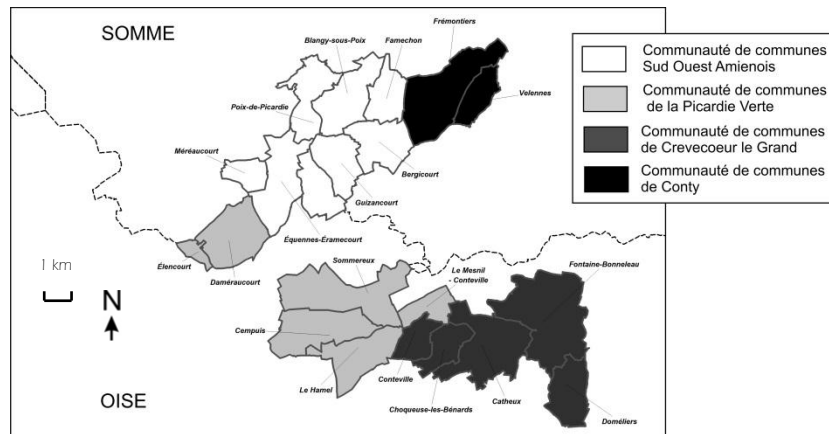 SOMME
Blangy-sous-Poix
Famechon
Frémontiers
Poix-de-Picardie
Velennes
Méréaucourt
Bergicourt
Guizancourt
Équennes-Éramecourt
Élencourt
Daméraucourt
Sommereux
Le Mesnil
- Conteville
Fontaine-Bonneleau
1 km
N
Cempuis
Le Hamel
Conteville
Choqueuse-les-Bénards
Catheux
Doméliers
OISE
Communauté de communes
Sud Ouest Amiénois
Communauté de communes
de la Picardie Verte
Communauté de communes
de Crevecoeur le Grand
Communauté de communes
de Conty